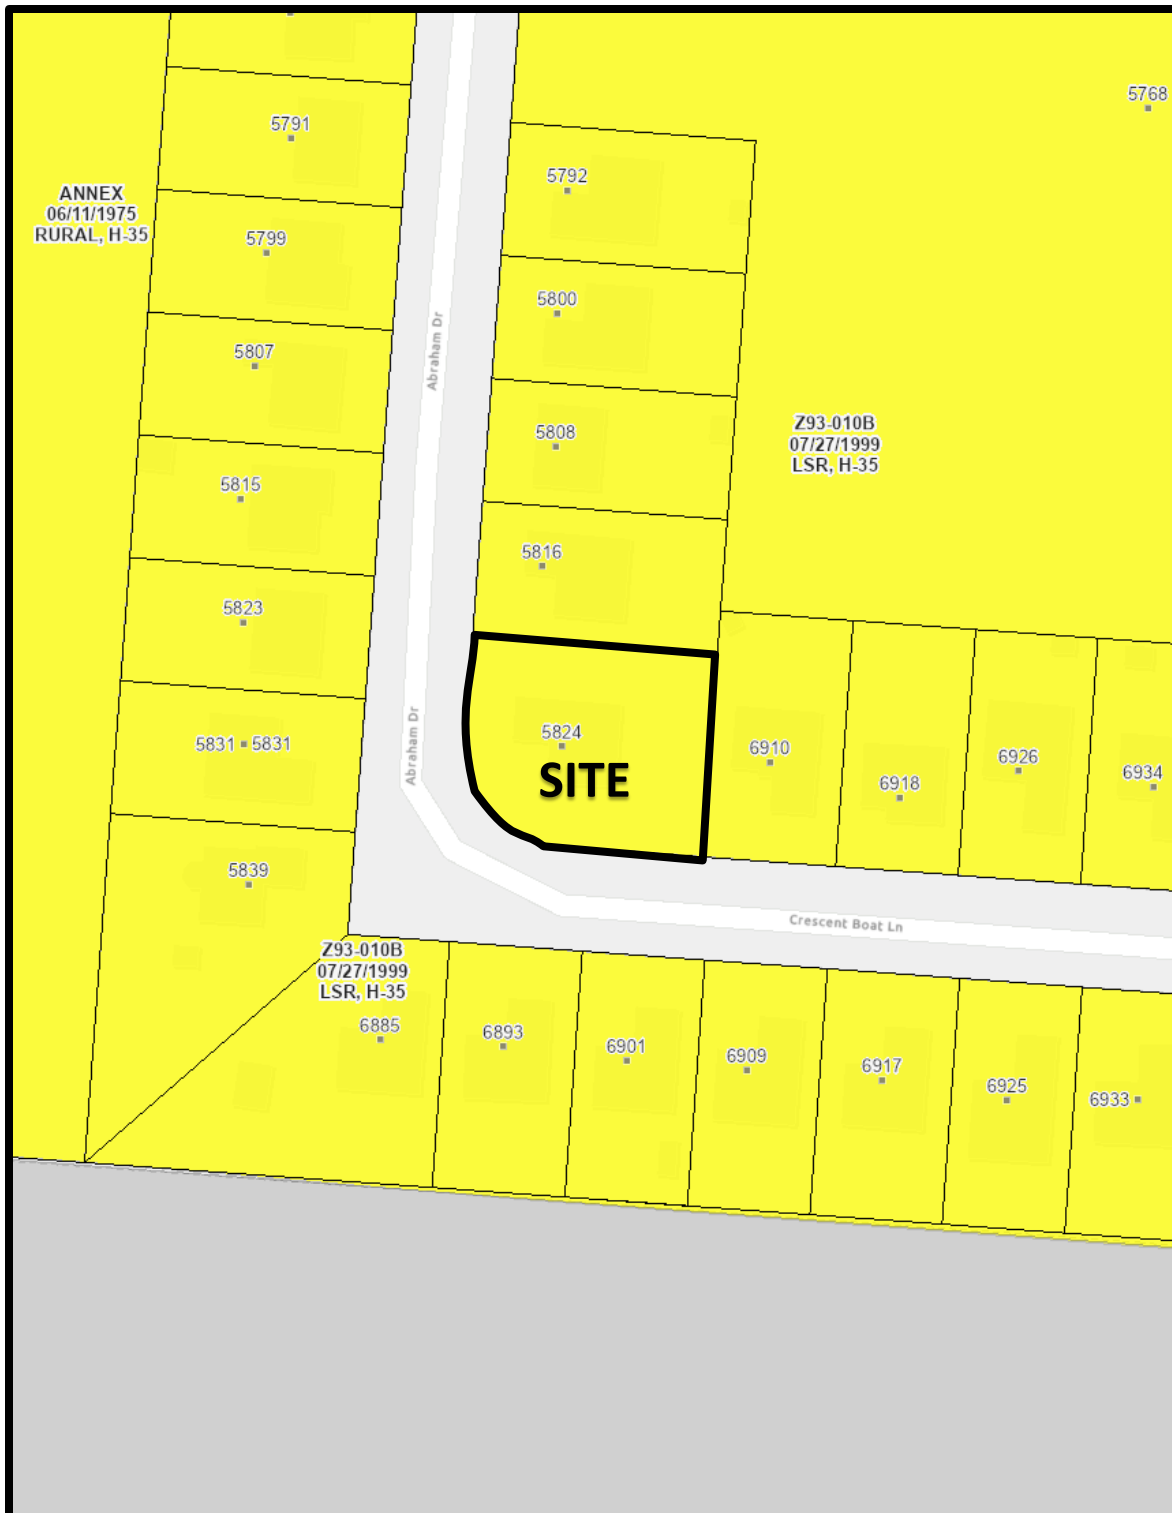 5768
5791
5792
ANNEX
06/11/1975
RURAL, H-35
5799
5800
Abraham Dr
5807
5808
Z93-010B
07/27/1999
LSR, H-35
5815
5816
5823
5824
SITE
5831 5831
Abraham Dr
6910
6918
6926
6934
5839
Crescent Boat Ln
Z93-010B
07/27/1999
LSR, H-35
6885
6893
6901
6909
6917
6925
6933